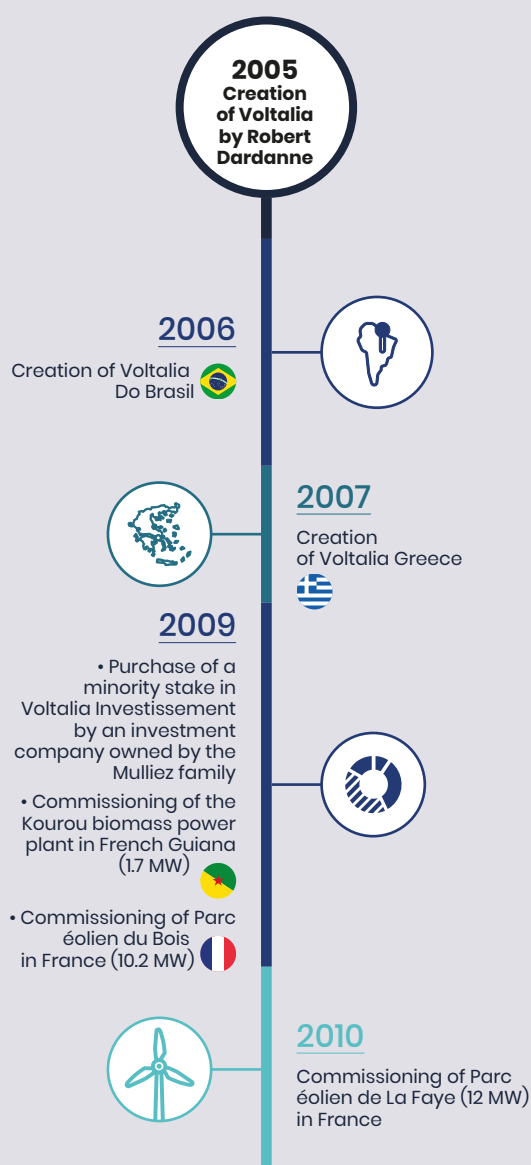 2005
Creation
of Voltalia
by Robert
Dardanne
2006
Creation of Voltalia
Do Brasil
2007
Creation
of Voltalia Greece
2009
• Purchase of a
minority stake in
Voltalia Investissement
by an investment
company owned by the
Mulliez family
• Commissioning of the
Kourou biomass power
plant in French Guiana
(1.7 MW)
• Commissioning of Parc
éolien du Bois
in France (10.2 MW)
2010
Commissioning of Parc
éolien de La Faye (12 MW)
in France